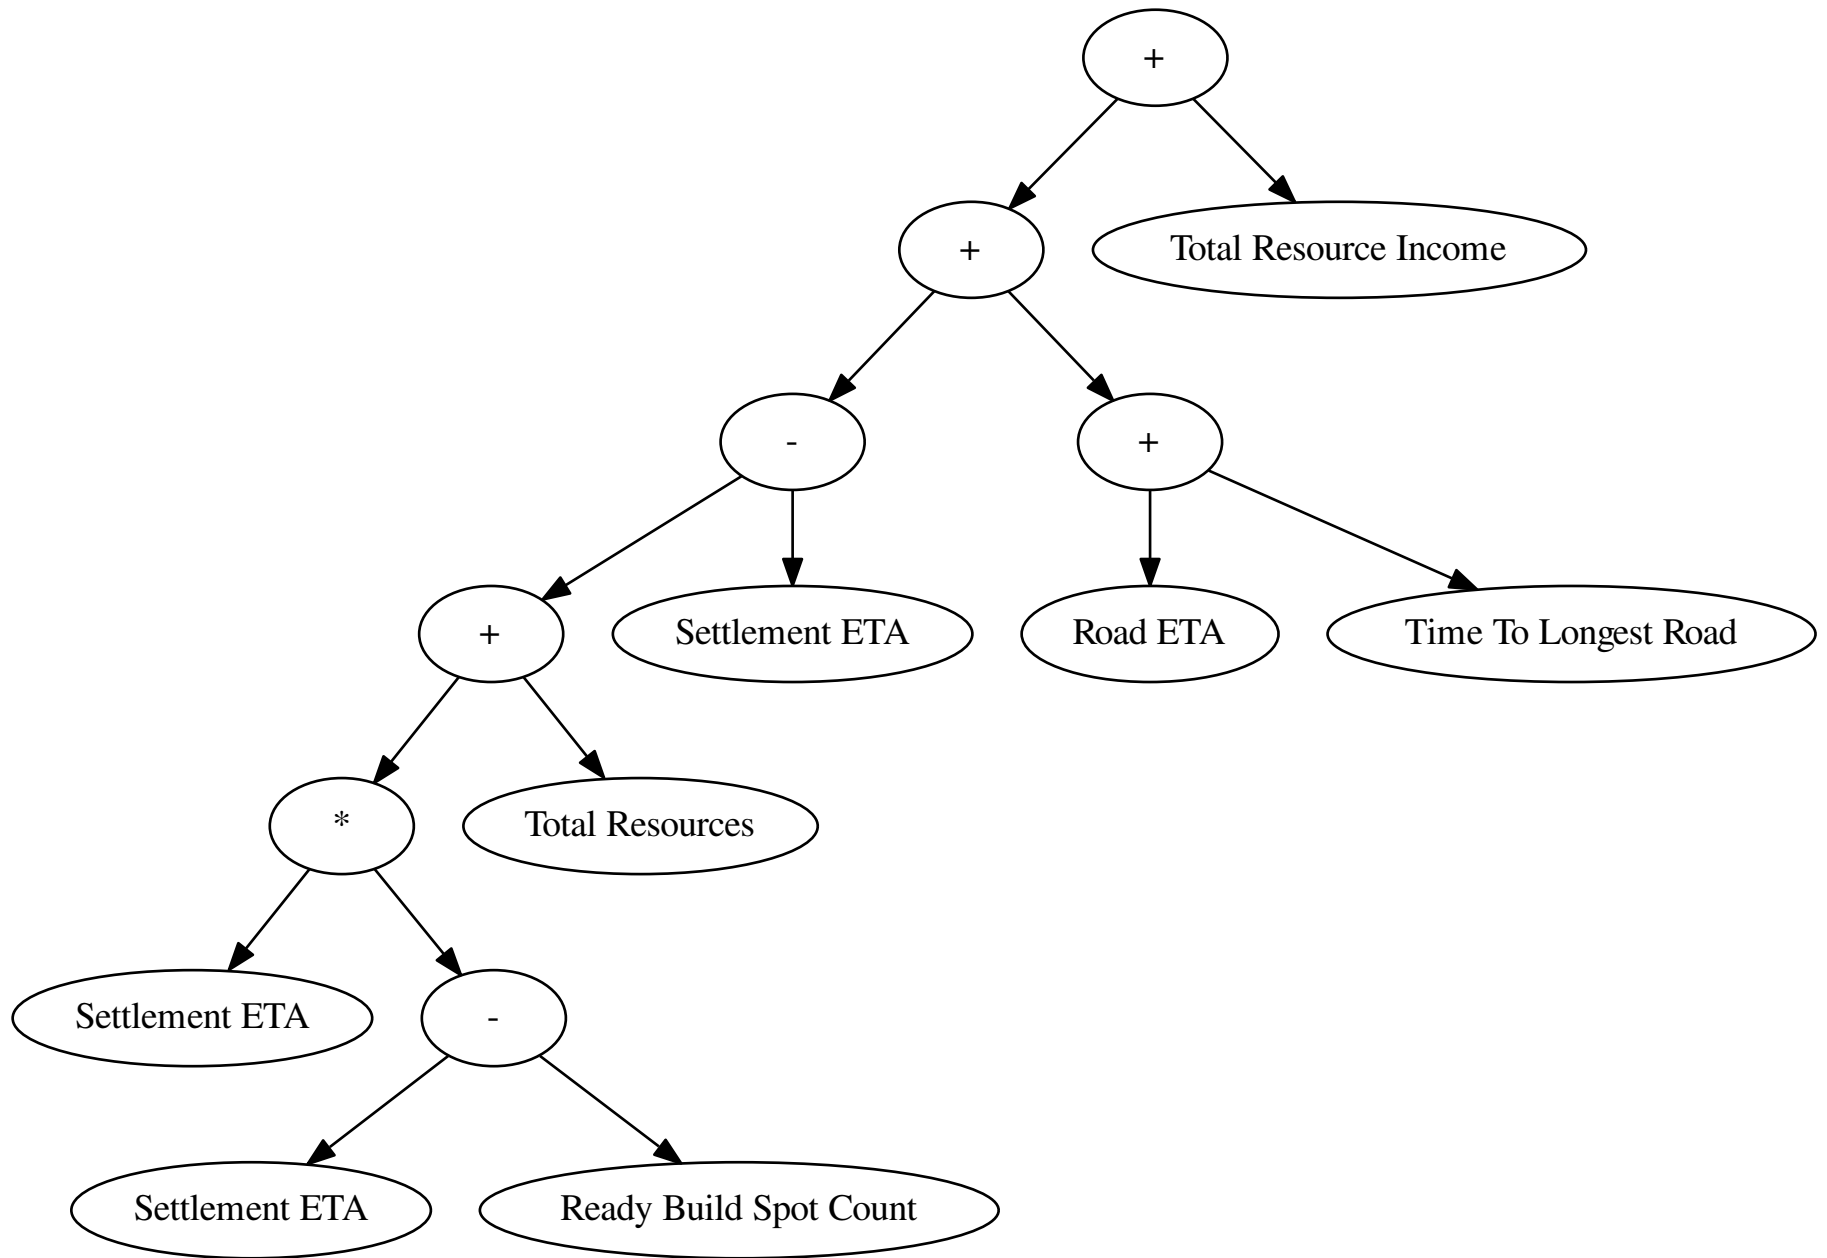 +
+
Total Resource Income
-
+
+
Settlement ETA
Road ETA
Time To Longest Road
*
Total Resources
Settlement ETA
-
Settlement ETA
Ready Build Spot Count